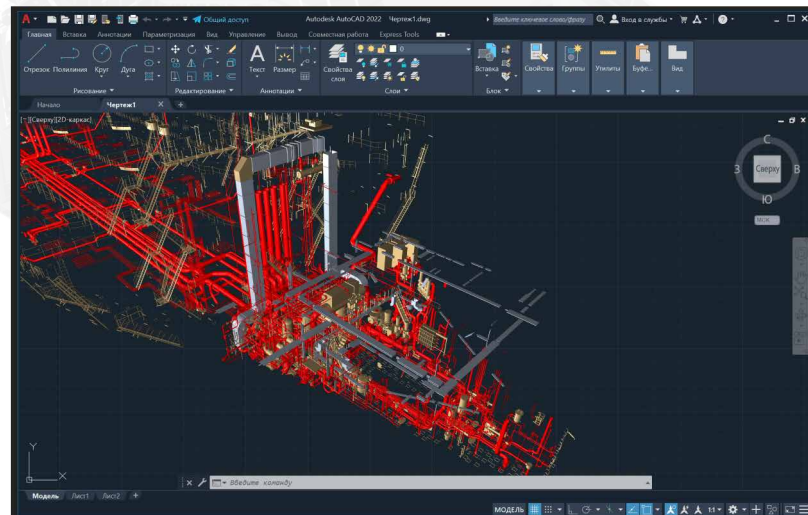 Общий доступ
Autodesk AutoCAD 2022 Чертеж1.dwg
Введите ключевое слово/фразу
Вход в службы
Главная Вставка Аннотации Параметризация Вид Управление Вывод Совместная работа Express Tools
Отрезок Полилиния Круг Дуга
Текст Размер
Свойства слоя
0
Вставка
Свойства Группы Утилиты Буфе... Вид
Рисование Редактирование Аннотации Слои Блок
Начало Чертеж1
[−][Сверху][2D-каркас]
С
З Сверху В
Ю
МСК
Y
X
Введите команду
Модель Лист1 Лист2 +
МОДЕЛЬ 1:1